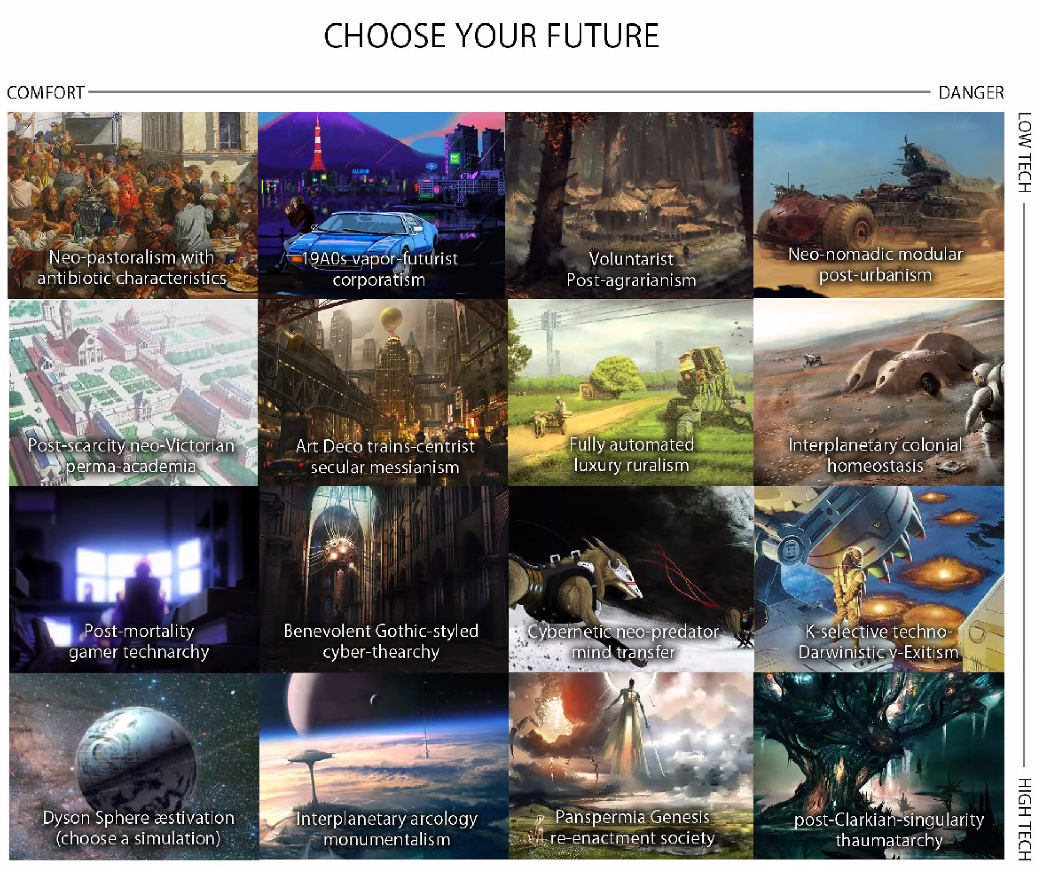 CHOOSE YOUR FUTURE
COMFORT
DANGER
LOW TECH
Neo-pastoralism with
antibiotic characteristics
19A0s vapor-futurist
corporatism
Voluntarist
Post-agrarianism
Neo-nomadic modular
post-urbanism
Post-scarcity neo-Victorian
perma-academia
Art Deco trains-centrist
secular messianism
Fully automated
luxury ruralism
Interplanetary colonial
homeostasis
Post-mortality
gamer technarchy
Benevolent Gothic-styled
cyber-thearchy
Cybernetic neo-predator
mind transfer
K-selective techno-
Darwinistic v-Exitism
Dyson Sphere æstivation
(choose a simulation)
Interplanetary arcology
monumentalism
Panspermia Genesis
re-enactment society
post-Clarkian-singularity
thaumatarchy
HIGH TECH